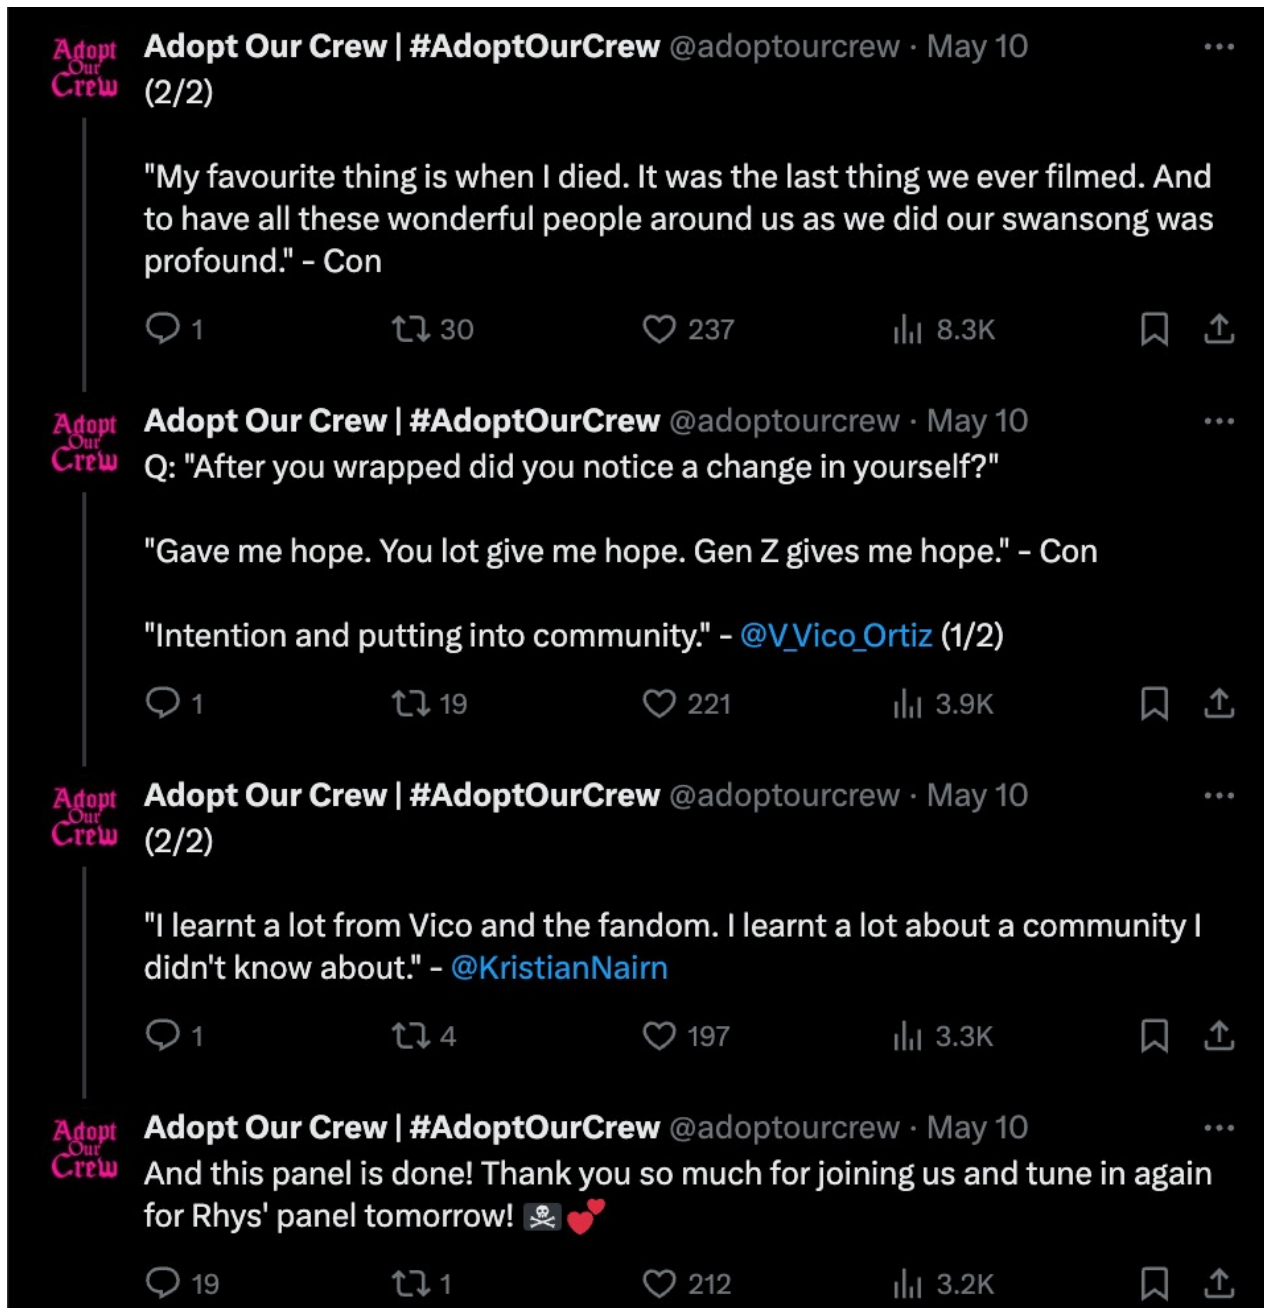 Adopt
Our
Crew
Adopt Our Crew | #AdoptOurCrew @adoptourcrew · May 10
(2/2)
"My favourite thing is when I died. It was the last thing we ever filmed. And
to have all these wonderful people around us as we did our swansong was
profound." – Con
1 30 237 8.3K
Adopt
Our
Crew
Adopt Our Crew | #AdoptOurCrew @adoptourcrew · May 10
Q: "After you wrapped did you notice a change in yourself?"
"Gave me hope. You lot give me hope. Gen Z gives me hope." – Con
"Intention and putting into community." – @V_Vico_Ortiz (1/2)
1 19 221 3.9K
Adopt
Our
Crew
Adopt Our Crew | #AdoptOurCrew @adoptourcrew · May 10
(2/2)
"I learnt a lot from Vico and the fandom. I learnt a lot about a community I
didn't know about." – @KristianNairn
1 4 197 3.3K
Adopt
Our
Crew
Adopt Our Crew | #AdoptOurCrew @adoptourcrew · May 10
And this panel is done! Thank you so much for joining us and tune in again
for Rhys' panel tomorrow! ☠️💕
19 1 212 3.2K